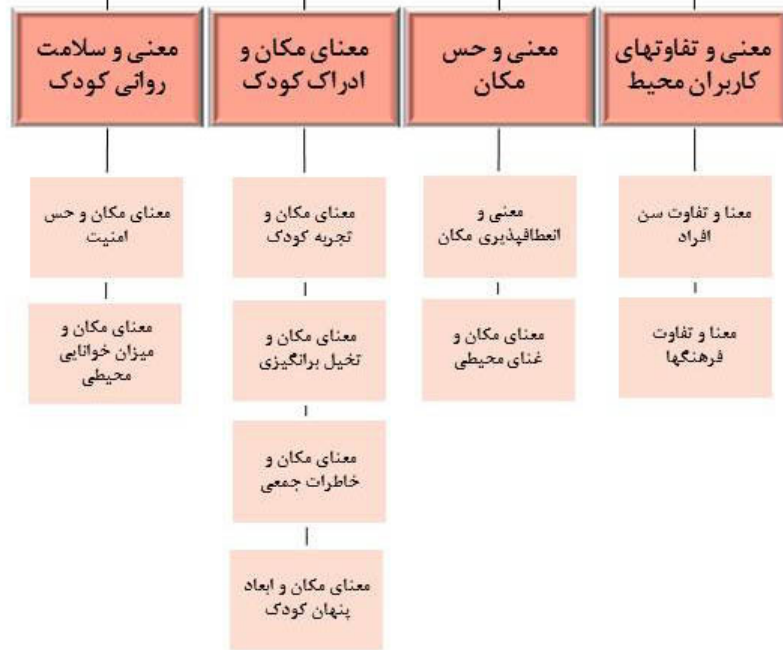 معنی و تفاوتهای
کاربران محیط
معنا و تفاوت سن
افراد
معنا و تفاوت
فرهنگها
معنی و حس
مکان
معنی و
انعطافپذیری مکان
معنای مکان و
غنای محیطی
معنای مکان و
ادراک کودک
معنای مکان و
تجربه کودک
معنای مکان و
تخیل برانگیزی
معنای مکان و
خاطرات جمعی
معنای مکان و ابعاد
پنهان کودک
معنی و سلامت
روانی کودک
معنای مکان و حس
امنیت
معنای مکان و
میزان خوانایی
محیطی